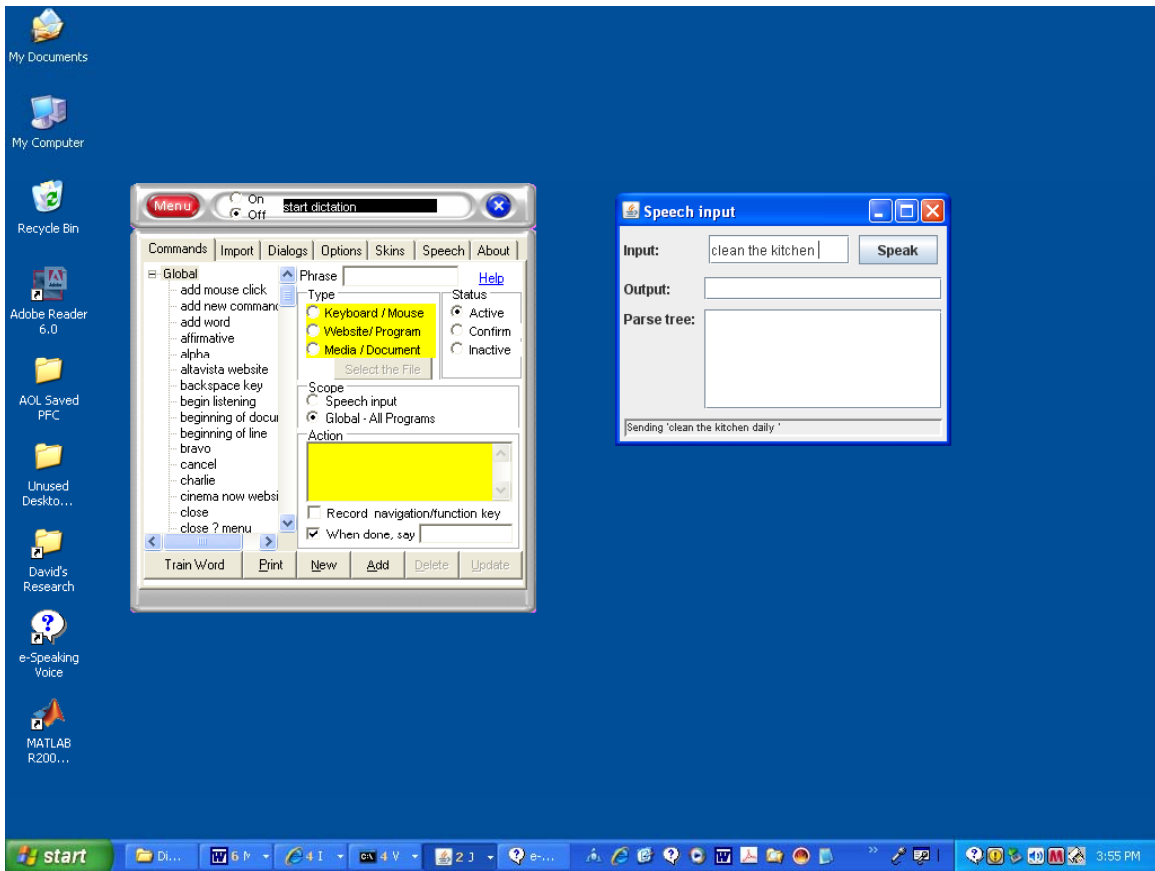 My Documents
My Computer
Recycle Bin
Adobe Reader
6.0
AOL Saved
PFC
Unused
Deskto...
David's
Research
e-Speaking
Voice
MATLAB
R200...
Menu
On
Off
start dictation
Commands Import Dialogs Options Skins Speech About
Global
add mouse click
add new command
add word
affirmative
alpha
altavista website
backspace key
begin listening
beginning of docur
beginning of line
bravo
cancel
charlie
cinema now websi
close
close ? menu
Phrase Help
Type
Keyboard / Mouse
Website/ Program
Media / Document
Select the File
Status
Active
Confirm
Inactive
Scope
Speech input
Global - All Programs
Action
Record navigation/function key
When done, say
Train Word Print New Add Delete Update
Speech input
Input: clean the kitchen Speak
Output:
Parse tree:
Sending 'clean the kitchen daily '
start Di... 4 I 4 V 2 J e-... 3:55 PM